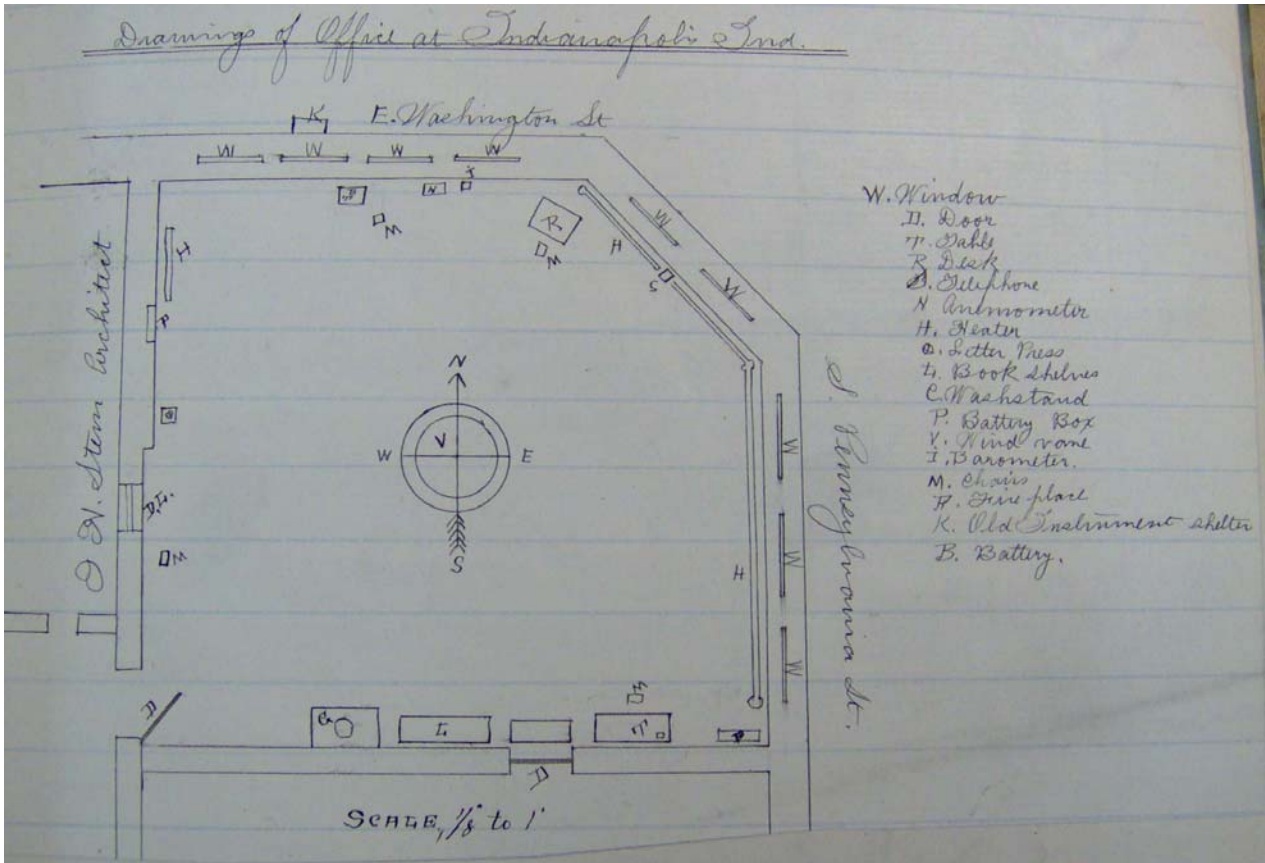 Drawings of Office at Indianapolis Ind.
K
E. Washington St
W W W W
N
M
R
M
H
W
W
S
I
P
O. N. Stem Architect
N
V
W E
S
D.L.
M
H
W
W
W
S. Pennsylvania St.
D
C
L
T
M
P
D
SCALE, 1/8" to 1'
W. Window
D. Door
T. Table
R Desk
S. Telephone
N Anemometer
H. Heater
O. Letter Press
L. Book shelves
C. Washstand
P. Battery Box
V. Wind vane
I. Barometer.
M. Chairs
F. Fire place
K. Old Instrument shelter
B. Battery.